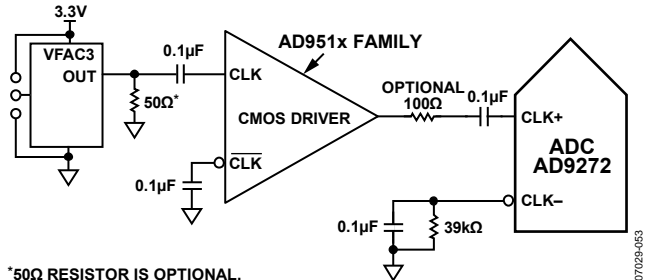 3.3V
VFAC3
OUT
50Ω*
0.1µF
AD951x FAMILY
CLK
CMOS DRIVER
CLK
0.1µF
OPTIONAL
100Ω
0.1µF
CLK+
ADC
AD9272
CLK–
0.1µF
39kΩ
*50Ω RESISTOR IS OPTIONAL.
07029-053